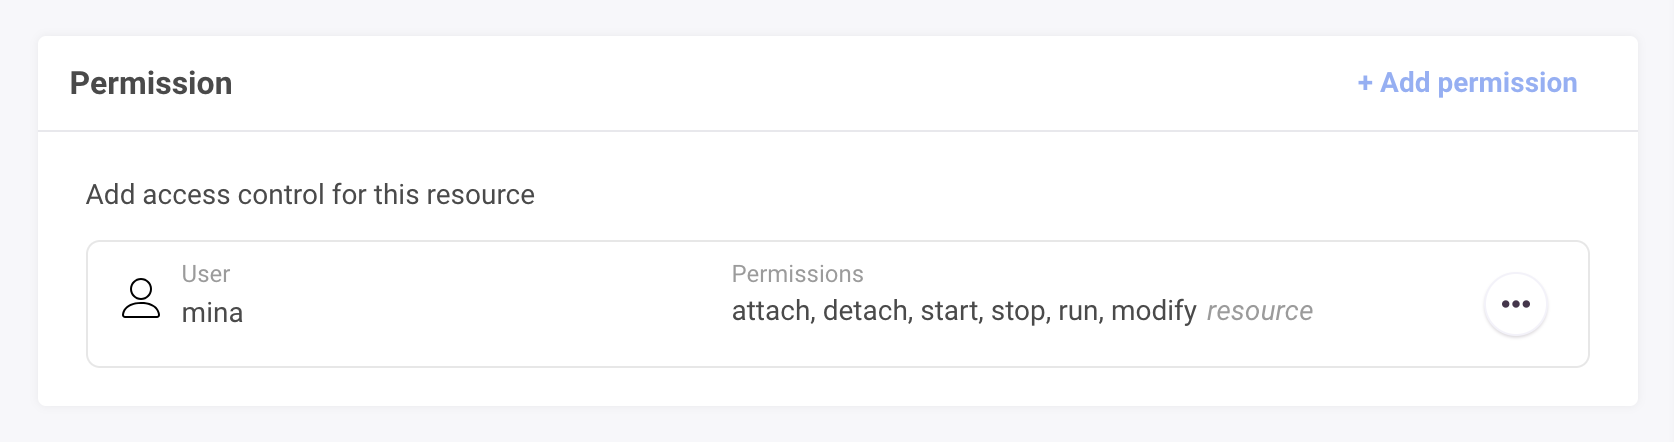 Permission
+ Add permission
Add access control for this resource
User
mina
Permissions
attach, detach, start, stop, run, modify resource